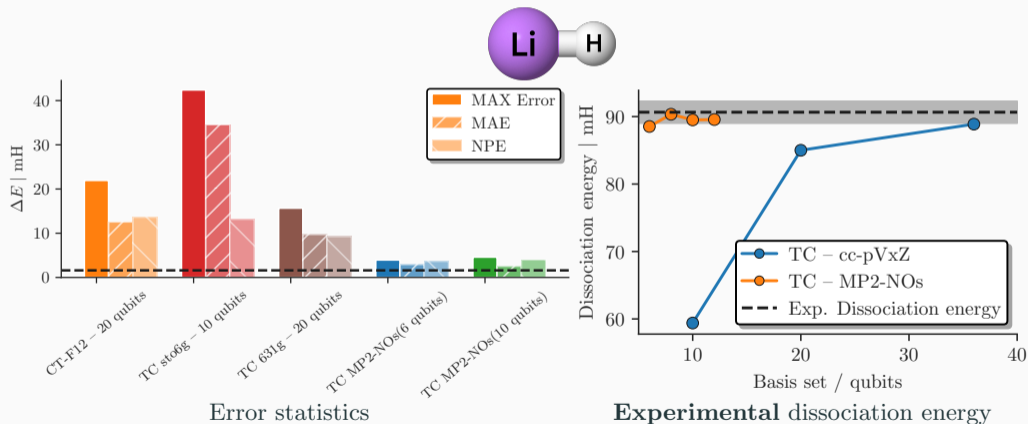 Li H
40
30
20
10
0
ΔE | mH
MAX Error
MAE
NPE
CT-F12 – 20 qubits
TC sto6g – 10 qubits
TC 631g – 20 qubits
TC MP2-NOs(6 qubits)
TC MP2-NOs(10 qubits)
Error statistics
90
80
70
60
Dissociation energy | mH
TC – cc-pVxZ
TC – MP2-NOs
Exp. Dissociation energy
10 20 30 40
Basis set / qubits
Experimental dissociation energy